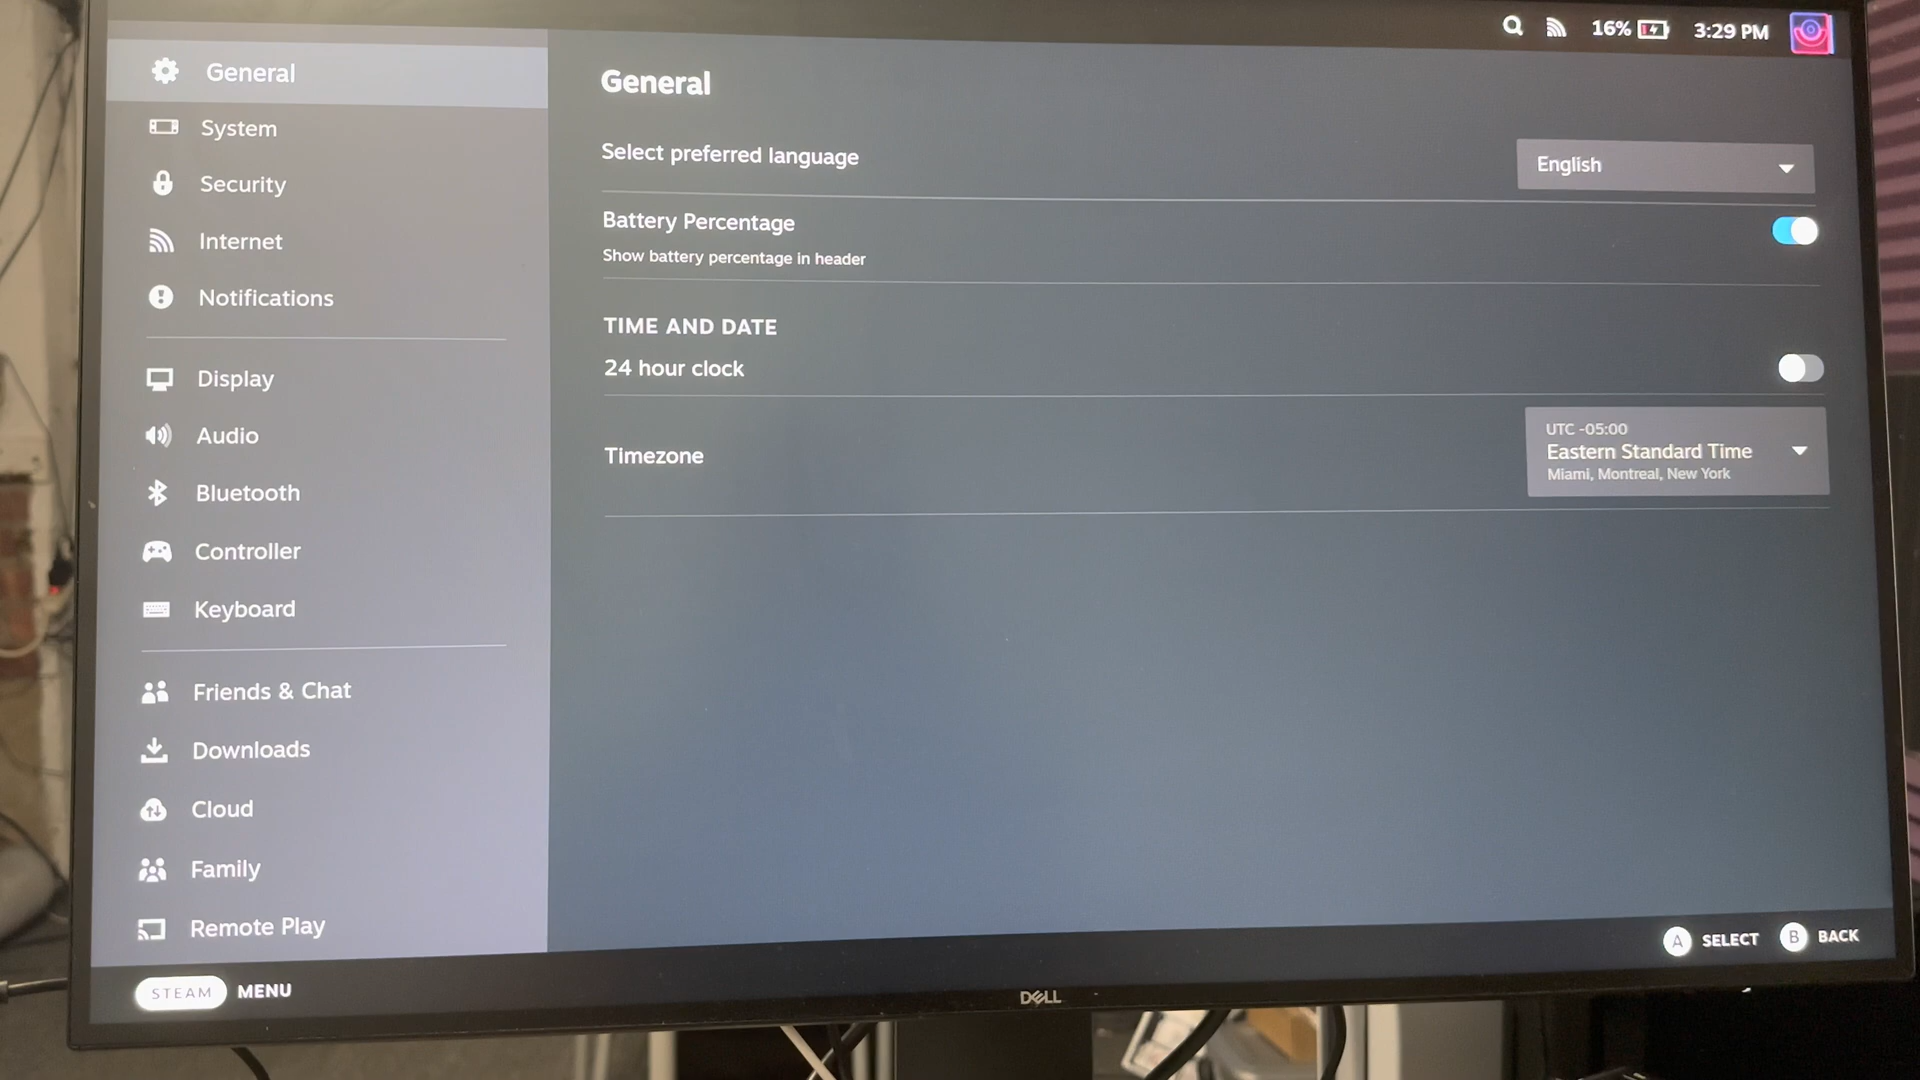 16%
3:29 PM
General
System
Security
Internet
Notifications
Display
Audio
Bluetooth
Controller
Keyboard
Friends & Chat
Downloads
Cloud
Family
Remote Play
General
Select preferred language
English
Battery Percentage
Show battery percentage in header
TIME AND DATE
24 hour clock
Timezone
UTC -05:00
Eastern Standard Time
Miami, Montreal, New York
STEAM MENU
A SELECT B BACK
DELL